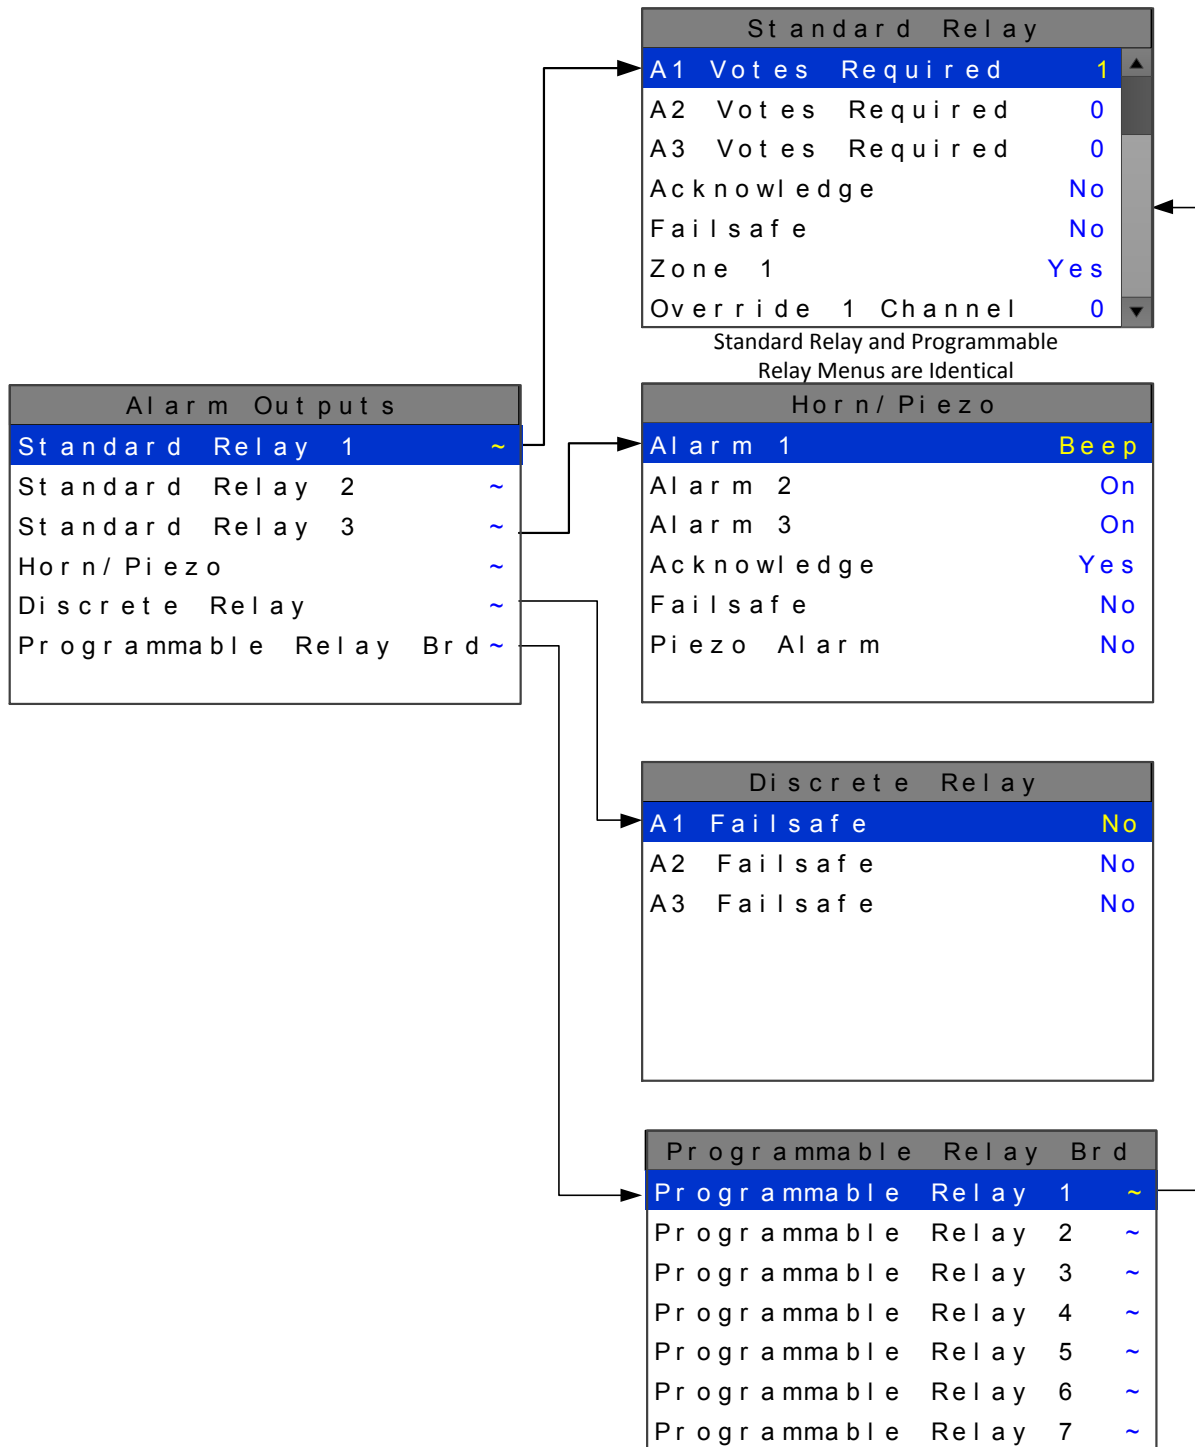 Standard Relay
A1 Votes Required 1
A2 Votes Required 0
A3 Votes Required 0
Acknowledge No
Failsafe No
Zone 1 Yes
Override 1 Channel 0
Standard Relay and Programmable
Relay Menus are Identical
Alarm Outputs
Standard Relay 1 ~
Standard Relay 2 ~
Standard Relay 3 ~
Horn/Piezo ~
Discrete Relay ~
Programmable Relay Brd~
Horn/Piezo
Alarm 1 Beep
Alarm 2 On
Alarm 3 On
Acknowledge Yes
Failsafe No
Piezo Alarm No
Discrete Relay
A1 Failsafe No
A2 Failsafe No
A3 Failsafe No
Programmable Relay Brd
Programmable Relay 1 ~
Programmable Relay 2 ~
Programmable Relay 3 ~
Programmable Relay 4 ~
Programmable Relay 5 ~
Programmable Relay 6 ~
Programmable Relay 7 ~